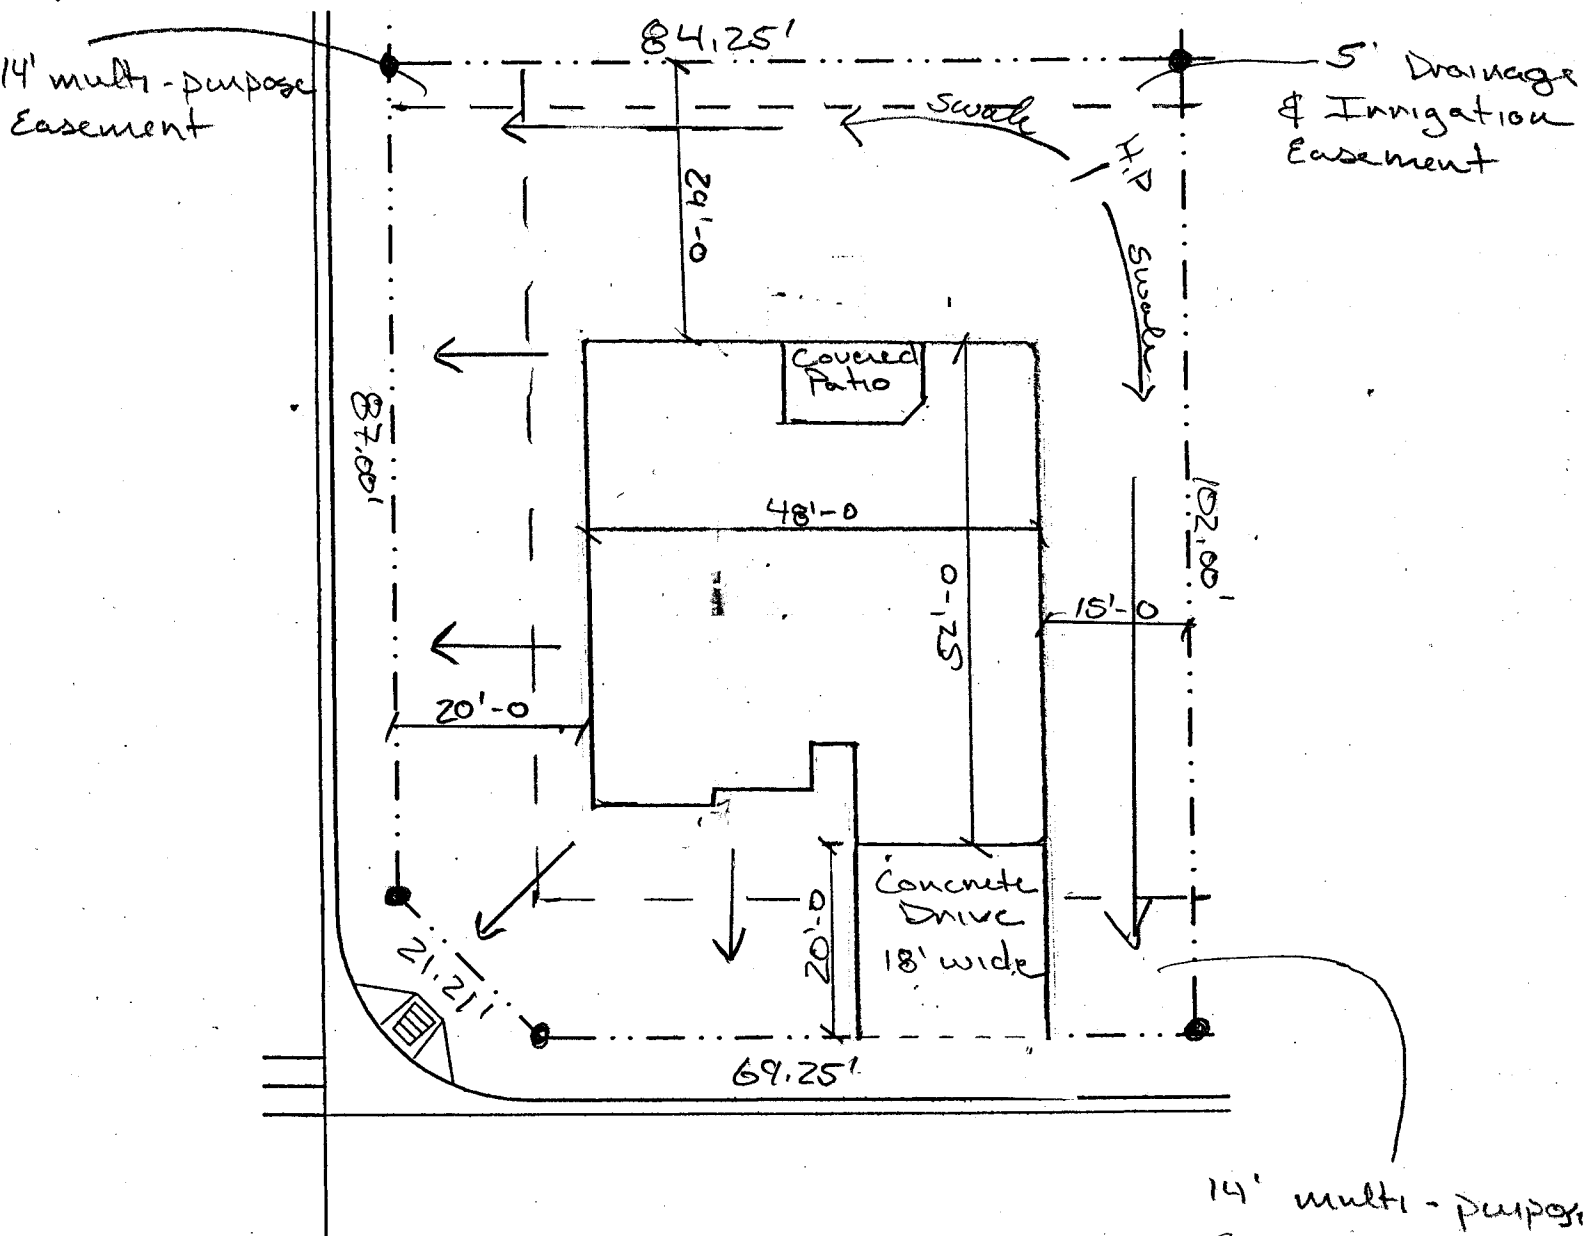 84.25'
14' multi-purpose
Easement
5' Drainage
& Irrigation
Easement
Swale
H.P
29'-0
Swale
Covered
Patio
87.00'
48'-0
102.00'
52'-0
15'-0
20'-0
Concrete
Drive
18' wide
20'-0
21.21'
69.25'
14' multi-purpos